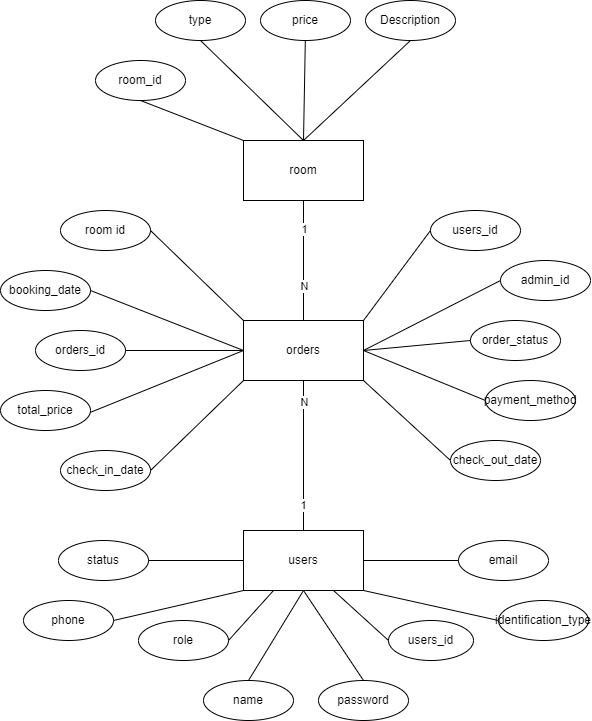 type
price
Description
room_id
room
room id
1
users_id
booking_date
N
admin_id
orders_id
orders
order_status
total_price
N
payment_method
check_in_date
check_out_date
1
status
users
email
phone
role
users_id
identification_type
name
password